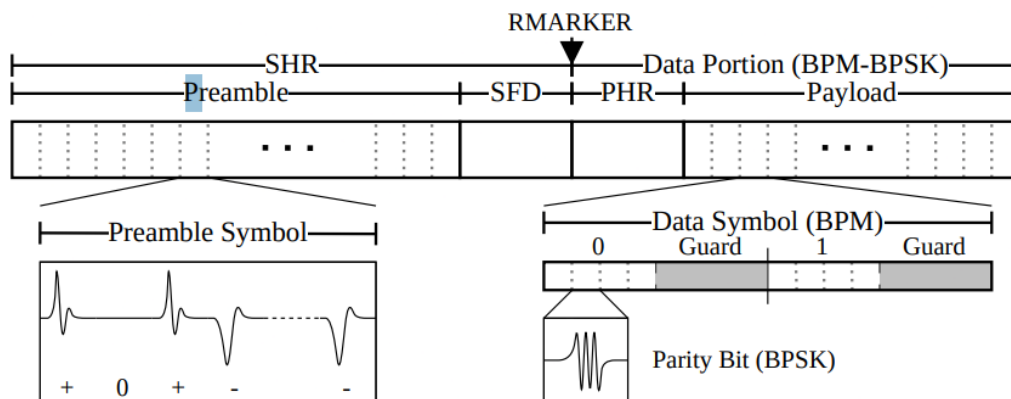 RMARKER
SHR Data Portion (BPM-BPSK)
Preamble SFD PHR Payload
...
...
Preamble Symbol Data Symbol (BPM)
0 Guard 1 Guard
Parity Bit (BPSK)
+ 0 + - -